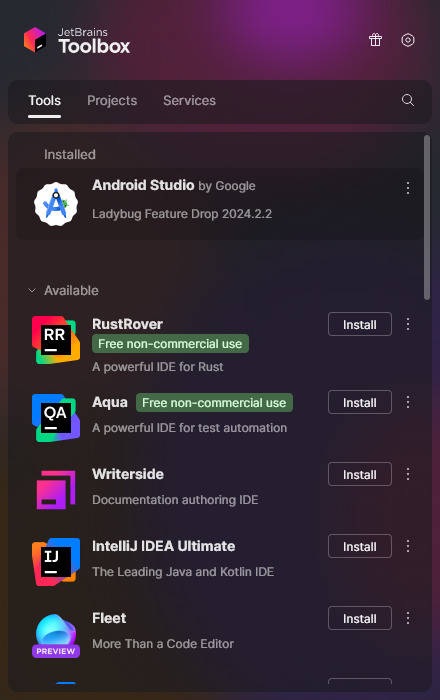 JetBrains
Toolbox
Tools Projects Services
Installed
Android Studio by Google
Ladybug Feature Drop 2024.2.2
Available
RR
RustRover
Install
Free non-commercial use
A powerful IDE for Rust
QA
Aqua Free non-commercial use
Install
A powerful IDE for test automation
Writerside
Install
Documentation authoring IDE
IJ
IntelliJ IDEA Ultimate
Install
The Leading Java and Kotlin IDE
Fleet
Install
More Than a Code Editor
PREVIEW